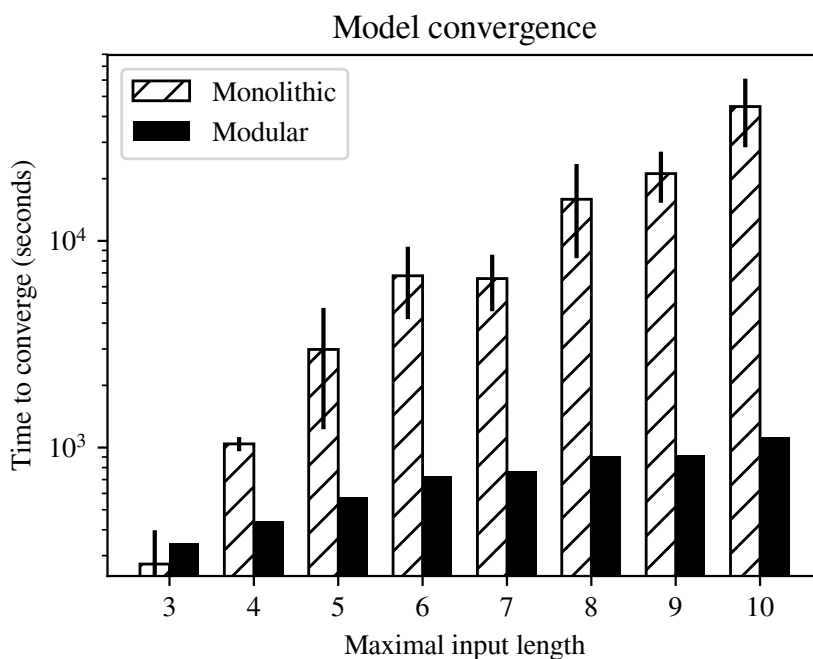 Model convergence
Monolithic
Modular
Time to converge (seconds)
10^4
10^3
3 4 5 6 7 8 9 10
Maximal input length